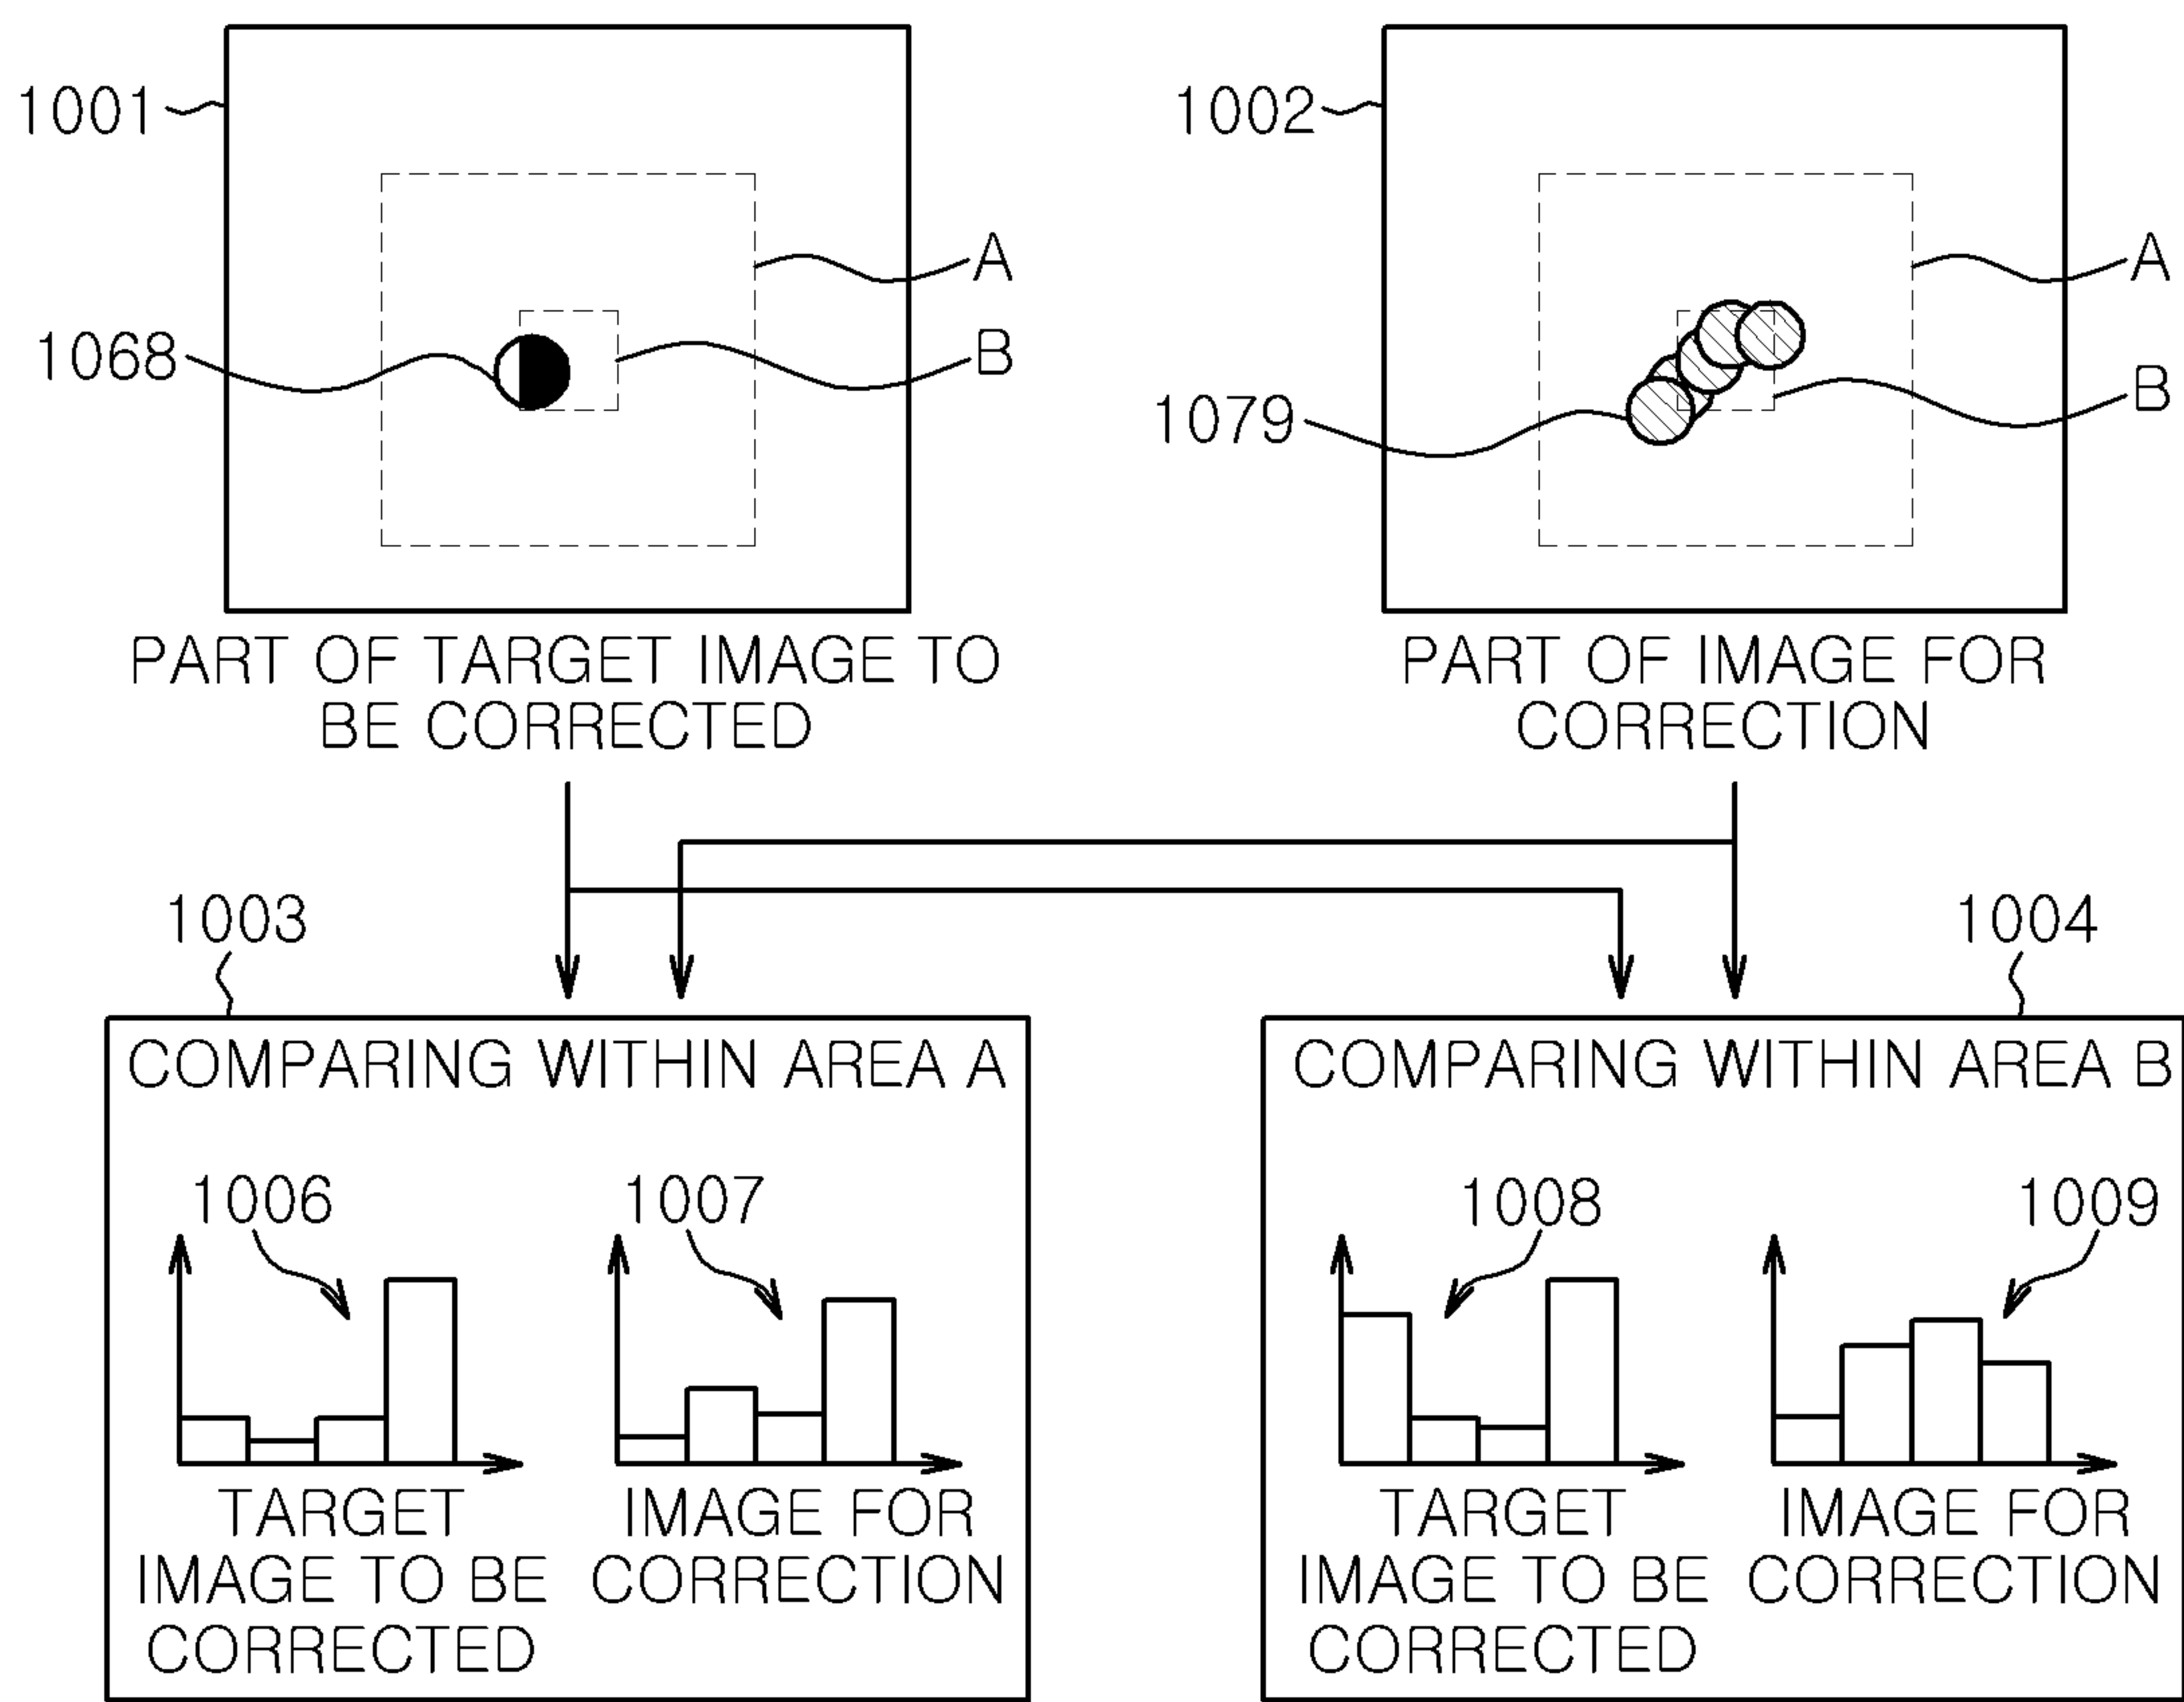 1001
A
1068
B
PART OF TARGET IMAGE TO
BE CORRECTED
1002
A
1079
B
PART OF IMAGE FOR
CORRECTION
1003
COMPARING WITHIN AREA A
1006
TARGET
IMAGE TO BE
CORRECTED
1007
IMAGE FOR
CORRECTION
1004
COMPARING WITHIN AREA B
1008
TARGET
IMAGE TO BE
CORRECTED
1009
IMAGE FOR
CORRECTION